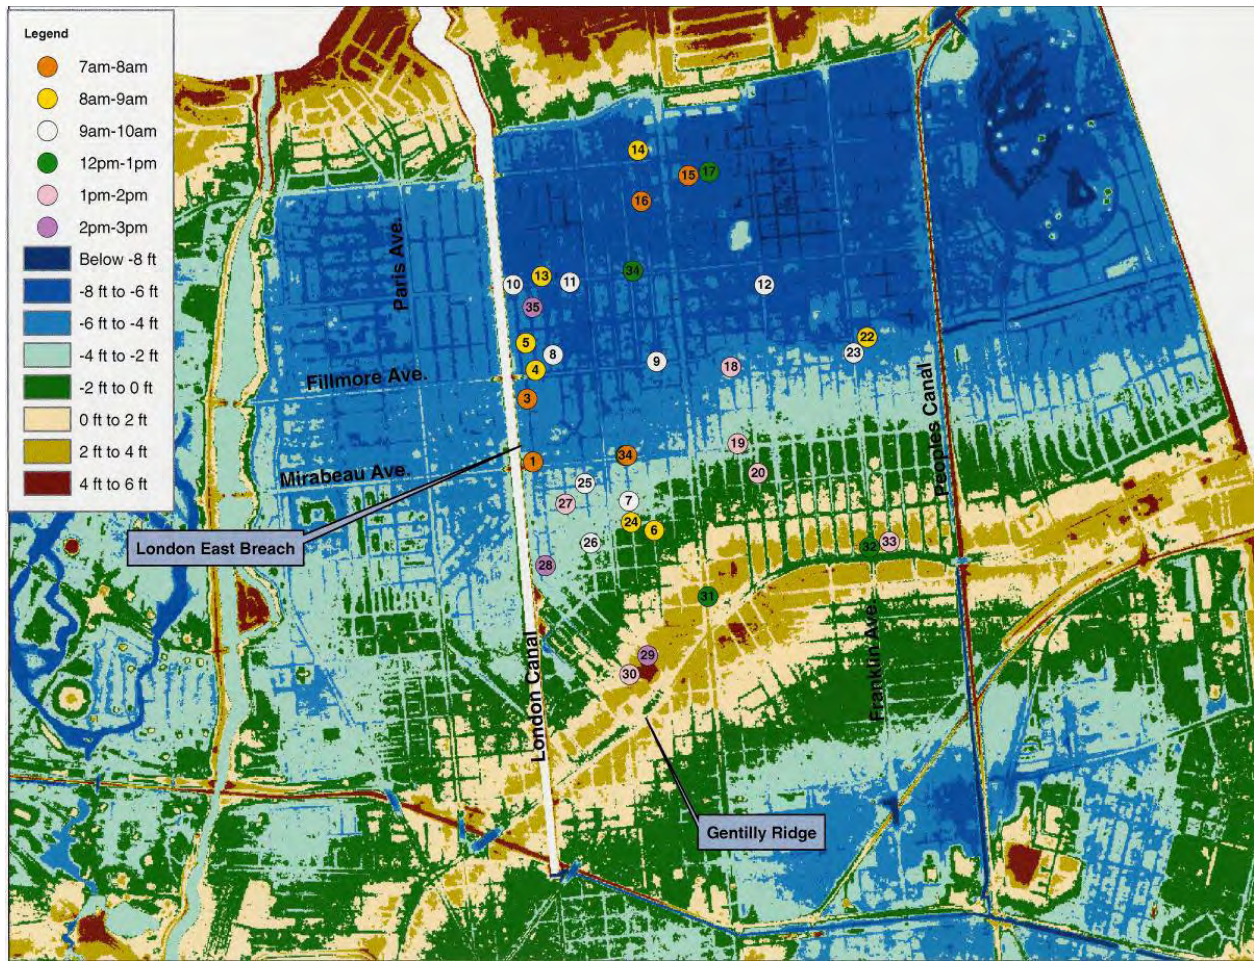 Legend
7am-8am
8am-9am
9am-10am
12pm-1pm
1pm-2pm
2pm-3pm
Below -8 ft
-8 ft to -6 ft
-6 ft to -4 ft
-4 ft to -2 ft
-2 ft to 0 ft
0 ft to 2 ft
2 ft to 4 ft
4 ft to 6 ft
14
15
17
16
34
13
11
10
12
35
5
8
22
23
4
9
18
3
19
34
1
20
25
27
7
24
6
26
32
33
28
31
29
30
Paris Ave.
Fillmore Ave.
Mirabeau Ave.
London East Breach
London Canal
Peoples Canal
Franklin Ave.
Gentilly Ridge